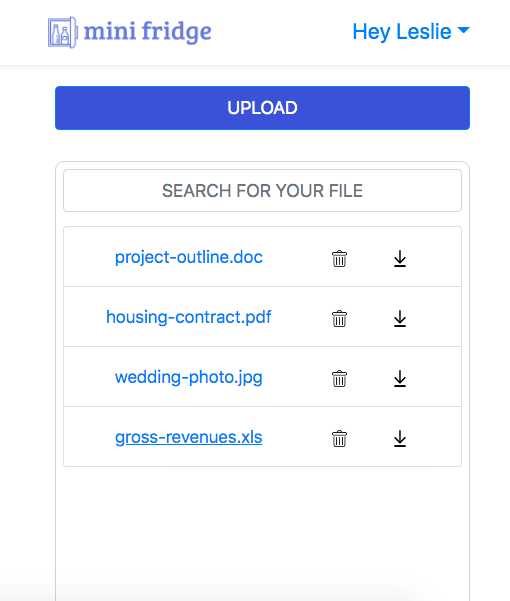 mini fridge
Hey Leslie
UPLOAD
SEARCH FOR YOUR FILE
project-outline.doc
housing-contract.pdf
wedding-photo.jpg
gross-revenues.xls